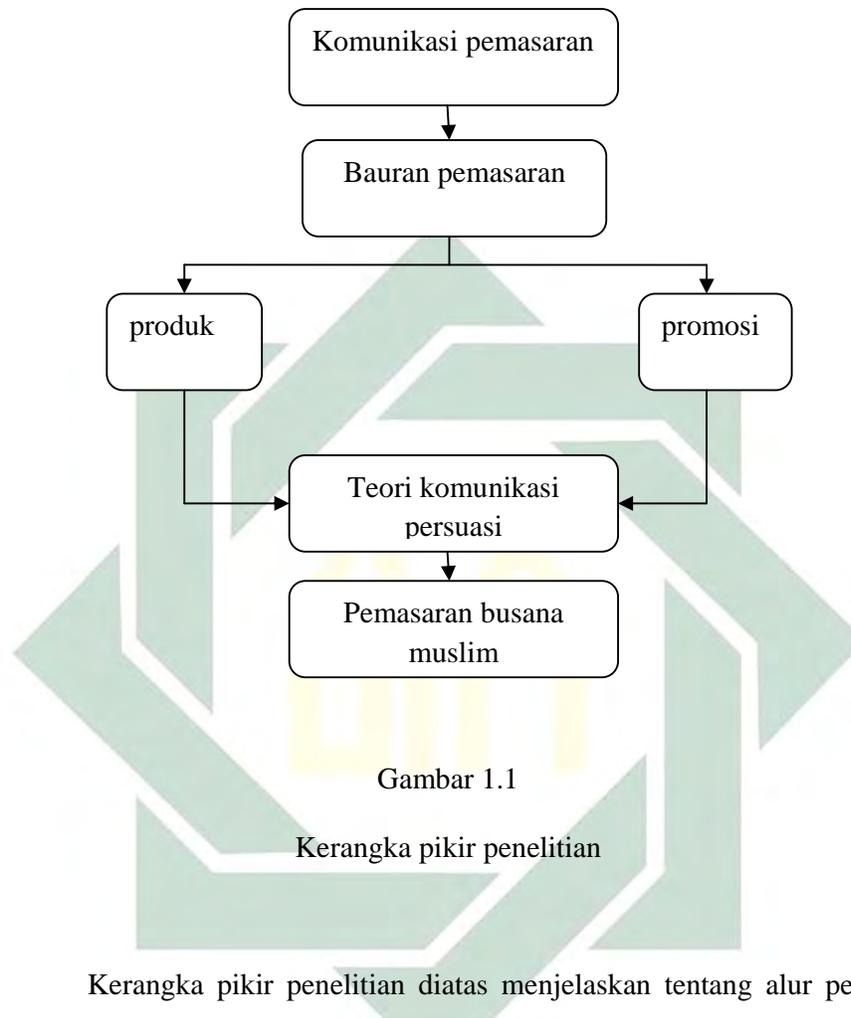 Komunikasi pemasaran
Bauran pemasaran
produk
promosi
Teori komunikasi
persuasi
Pemasaran busana
muslim
Gambar 1.1
Kerangka pikir penelitian
Kerangka pikir penelitian diatas menjelaskan tentang alur